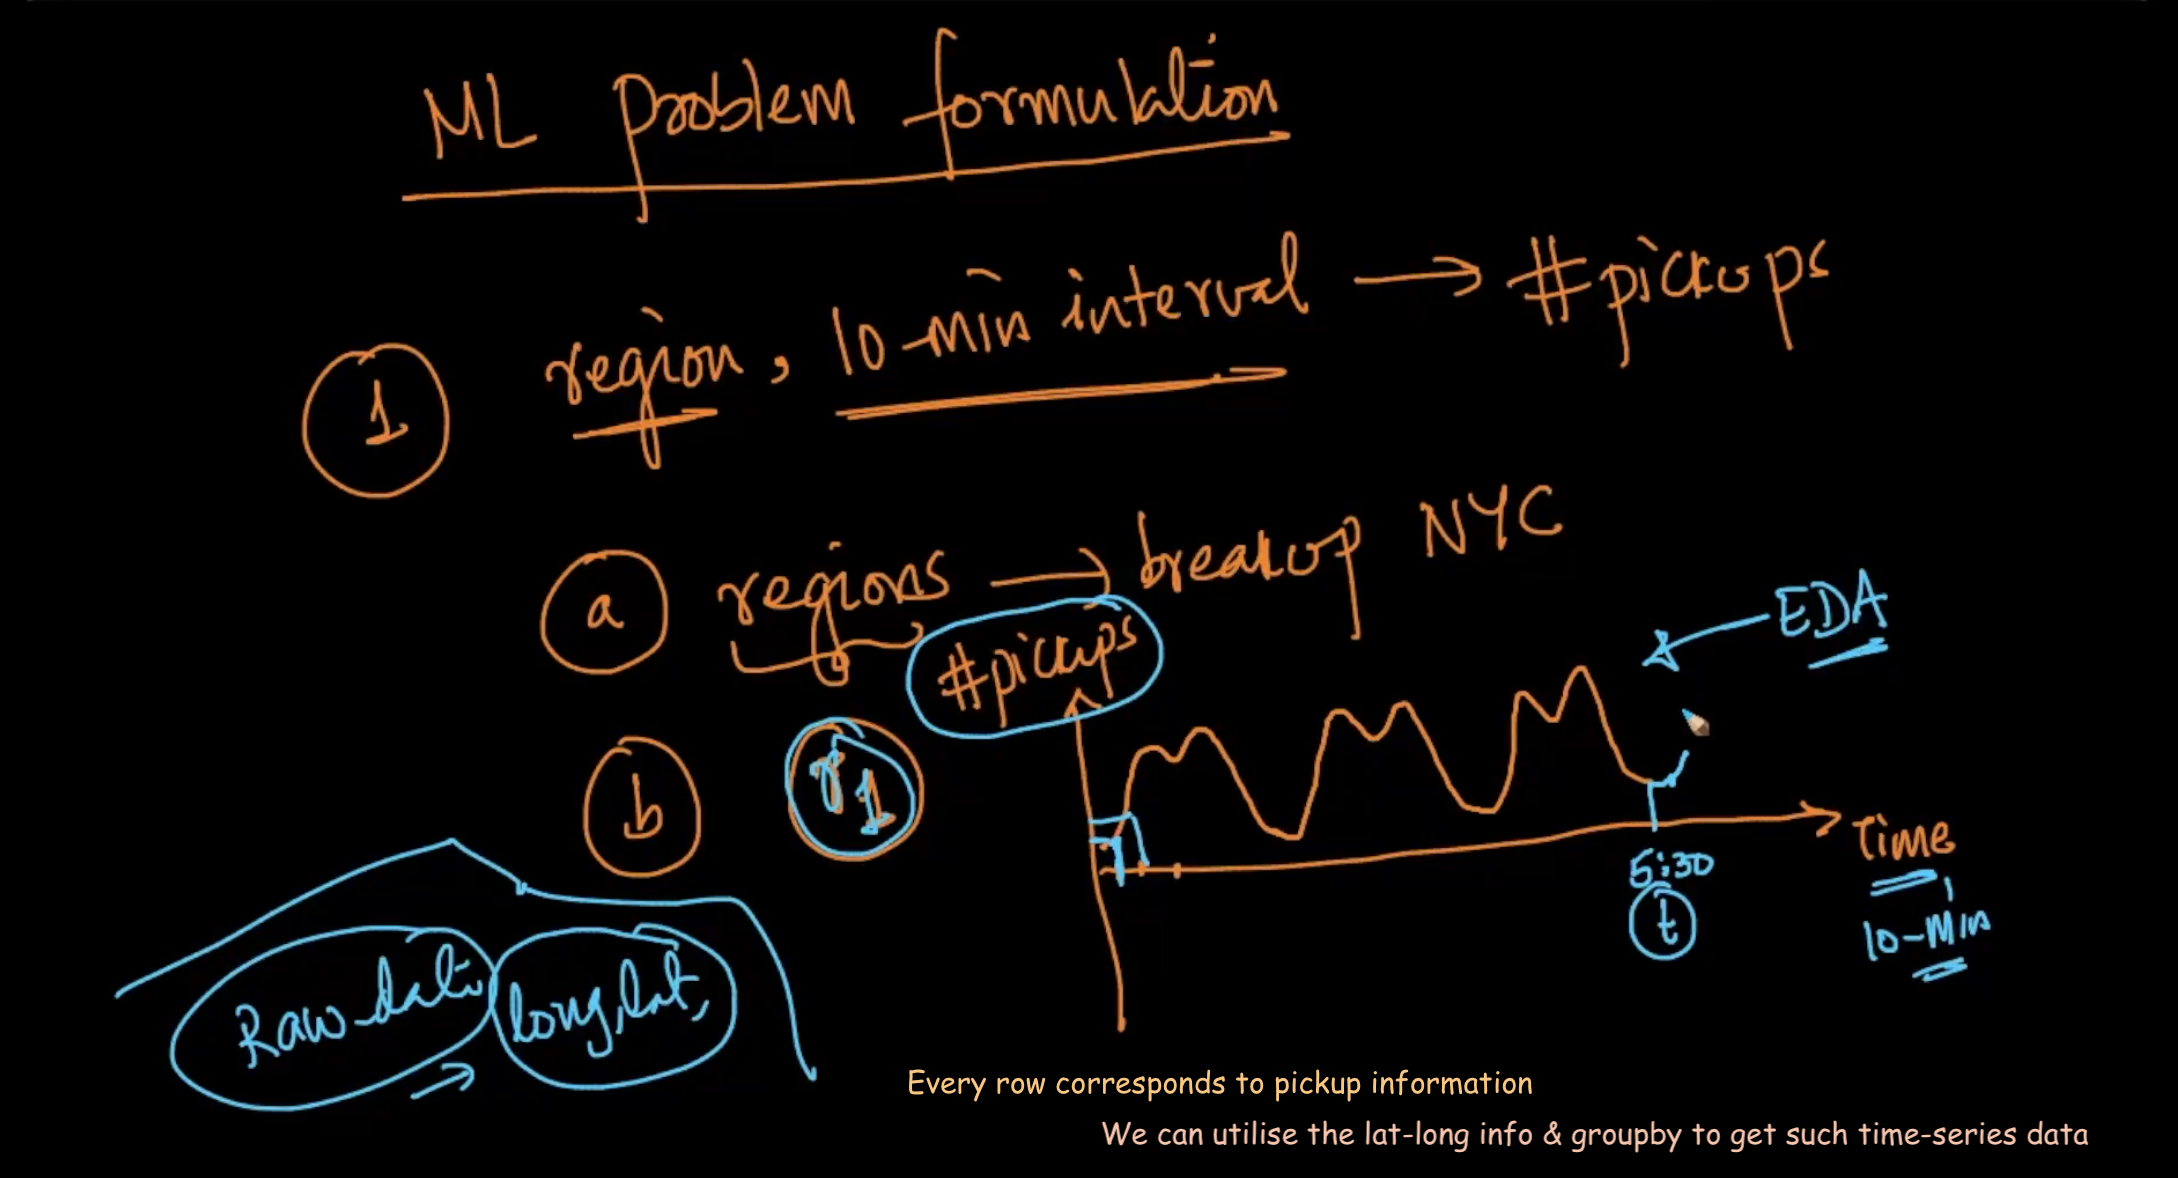 ML problem formulation
1 region, 10-min interval → #pickups
a regions → breakup NYC
EDA
#pickups
b r1
Time
5:30
t
10-min
Raw data long, lat,
Every row corresponds to pickup information
We can utilise the lat-long info & groupby to get such time-series data